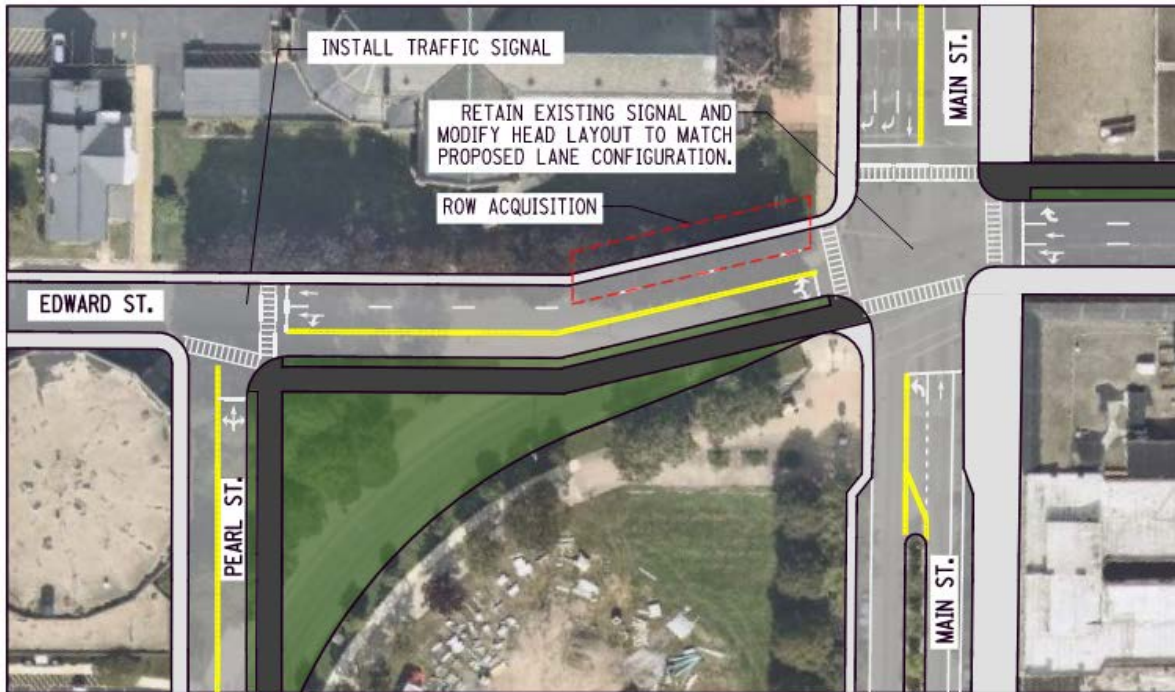 INSTALL TRAFFIC SIGNAL
MAIN ST.
RETAIN EXISTING SIGNAL AND
MODIFY HEAD LAYOUT TO MATCH
PROPOSED LANE CONFIGURATION.
ROW ACQUISITION
EDWARD ST.
PEARL ST.
MAIN ST.